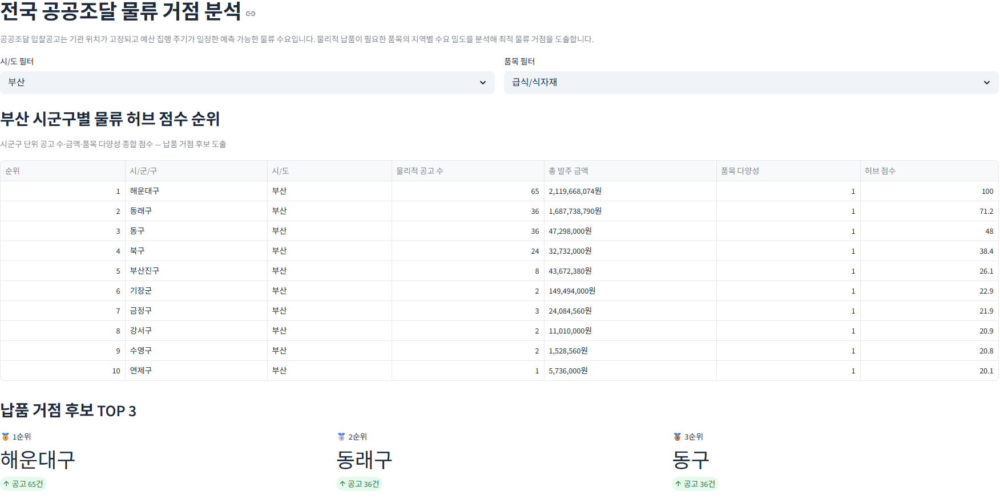 전국 공공조달 물류 거점 분석
공공조달 입찰공고는 기관 위치가 고정되고 예산 집행 주기가 일정한 예측 가능한 물류 수요입니다. 물리적 납품이 필요한 품목의 지역별 수요 밀도를 분석해 최적 물류 거점을 도출합니다.
시/도 필터 품목 필터
부산 급식/식자재
부산 시군구별 물류 허브 점수 순위
시군구 단위 공고 수·금액·품목 다양성 종합 점수 — 납품 거점 후보 도출
순위 시/군/구 시/도 물리적 공고 수 총 발주 금액 품목 다양성 허브 점수
1 해운대구 부산 65 2,119,668,074원 1 100
2 동래구 부산 36 1,687,738,790원 1 71.2
3 동구 부산 36 47,298,000원 1 48
4 북구 부산 24 32,732,000원 1 38.4
5 부산진구 부산 8 43,672,380원 1 26.1
6 기장군 부산 2 149,494,000원 1 22.9
7 금정구 부산 3 24,084,560원 1 21.9
8 강서구 부산 2 11,010,000원 1 20.9
9 수영구 부산 2 1,528,560원 1 20.8
10 연제구 부산 1 5,736,000원 1 20.1
납품 거점 후보 TOP 3
🥇 1순위 🥈 2순위 🥉 3순위
해운대구 동래구 동구
↑ 공고 65건 ↑ 공고 36건 ↑ 공고 36건